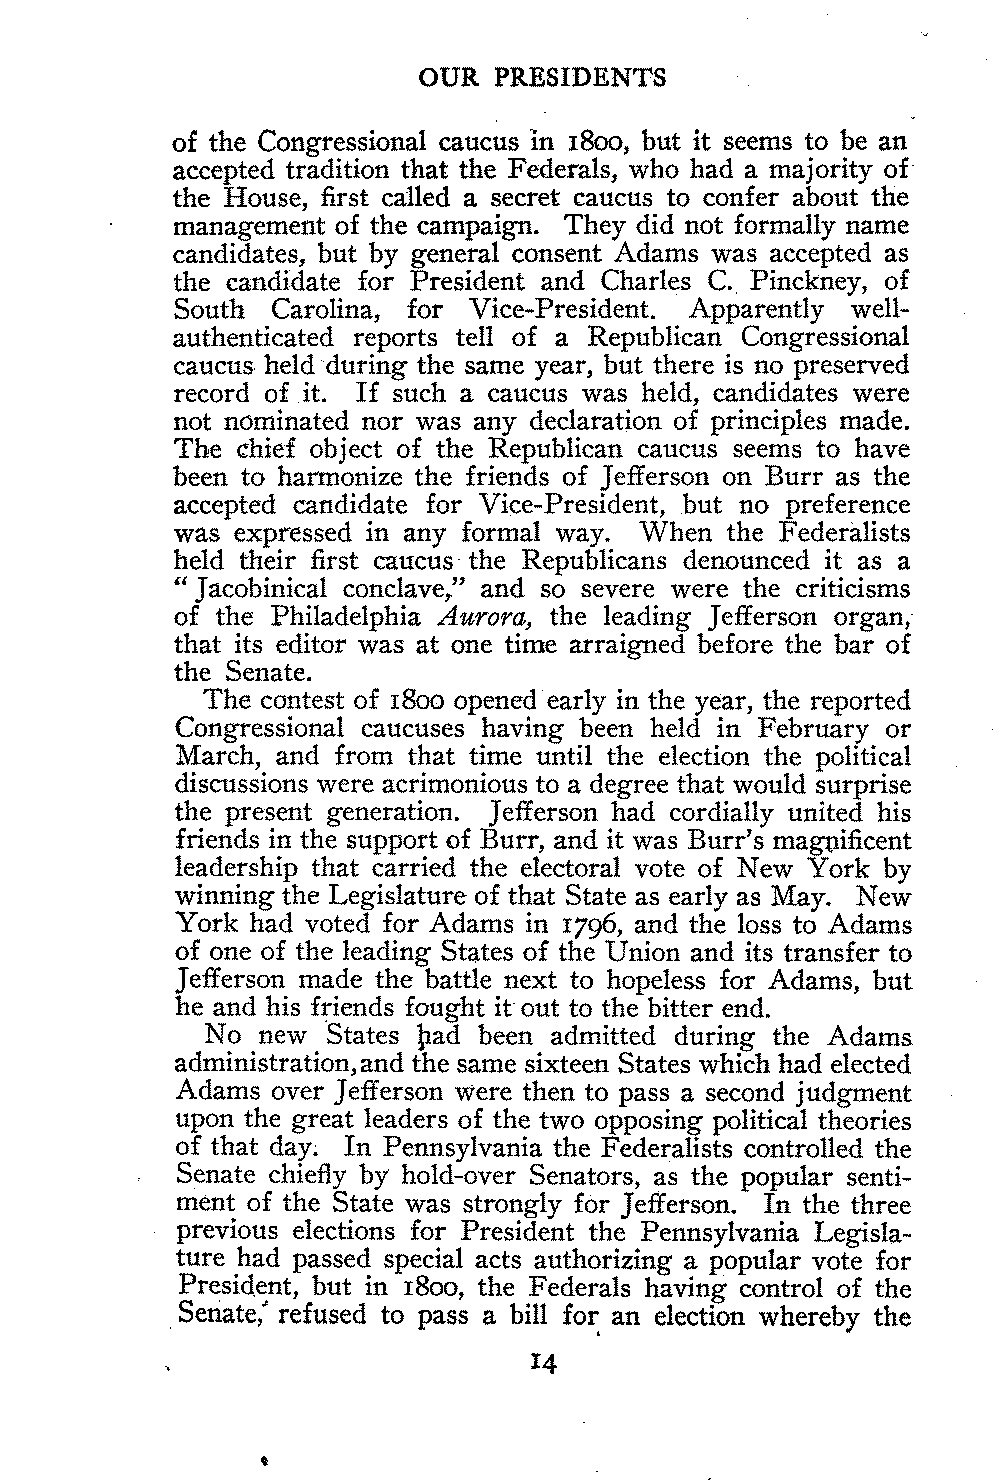 OUR PRESIDENTS
of the Congressional caucus in 1800, but it seems to be an
accepted tradition that the Federals, who had a majority of
the House, first called a secret caucus to confer about the
management of the campaign. They did not formally name
candidates, but by general consent Adams was accepted as
the candidate for President and Charles C. Pinckney, of
South Carolina, for Vice-President. Apparently well-
authenticated reports tell of a Republican Congressional
caucus held during the same year, but there is no preserved
record of it. If such a caucus was held, candidates were
not nominated nor was any declaration of principles made.
The chief object of the Republican caucus seems to have
been to harmonize the friends of Jefferson on Burr as the
accepted candidate for Vice-President, but no preference
was expressed in any formal way. When the Federalists
held their first caucus the Republicans denounced it as a
“Jacobinical conclave,” and so severe were the criticisms
of the Philadelphia Aurora, the leading Jefferson organ,
that its editor was at one time arraigned before the bar of
the Senate.
The contest of 1800 opened early in the year, the reported
Congressional caucuses having been held in February or
March, and from that time until the election the political
discussions were acrimonious to a degree that would surprise
the present generation. Jefferson had cordially united his
friends in the support of Burr, and it was Burr's magnificent
leadership that carried the electoral vote of New York by
winning the Legislature of that State as early as May. New
York had voted for Adams in 1796, and the loss to Adams
of one of the leading States of the Union and its transfer to
Jefferson made the battle next to hopeless for Adams, but
he and his friends fought it out to the bitter end.
No new States had been admitted during the Adams
administration, and the same sixteen States which had elected
Adams over Jefferson were then to pass a second judgment
upon the great leaders of the two opposing political theories
of that day. In Pennsylvania the Federalists controlled the
Senate chiefly by hold-over Senators, as the popular senti-
ment of the State was strongly for Jefferson. In the three
previous elections for President the Pennsylvania Legisla-
ture had passed special acts authorizing a popular vote for
President, but in 1800, the Federals having control of the
Senate, refused to pass a bill for an election whereby the
14